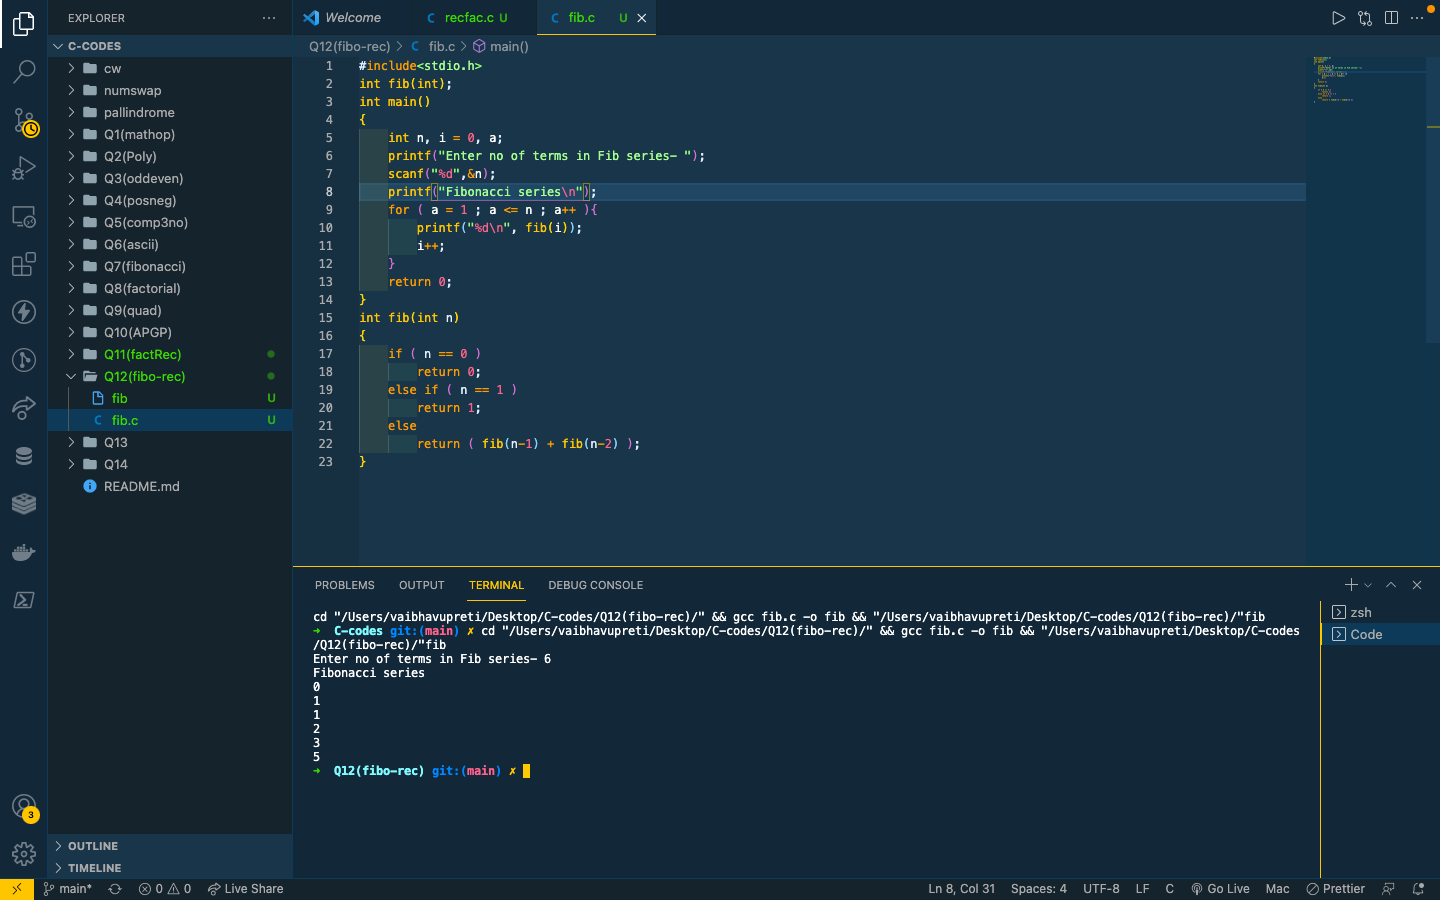 EXPLORER
C-CODES
cw
numswap
pallindrome
Q1(mathop)
Q2(Poly)
Q3(oddeven)
Q4(posneg)
Q5(comp3no)
Q6(ascii)
Q7(fibonacci)
Q8(factorial)
Q9(quad)
Q10(APGP)
Q11(factRec)
Q12(fibo-rec)
fib U
C fib.c U
Q13
Q14
README.md
OUTLINE
TIMELINE
3
Welcome
C recfac.c U
C fib.c U
Q12(fibo-rec) > C fib.c > main()
1 #include<stdio.h>
2 int fib(int);
3 int main()
4 {
5 int n, i = 0, a;
6 printf("Enter no of terms in Fib series- ");
7 scanf("%d",&n);
8 printf("Fibonacci series\n");
9 for ( a = 1 ; a <= n ; a++ ){
10 printf("%d\n", fib(i));
11 i++;
12 }
13 return 0;
14 }
15 int fib(int n)
16 {
17 if ( n == 0 )
18 return 0;
19 else if ( n == 1 )
20 return 1;
21 else
22 return ( fib(n-1) + fib(n-2) );
23 }
PROBLEMS OUTPUT TERMINAL DEBUG CONSOLE
cd "/Users/vaibhavupreti/Desktop/C-codes/Q12(fibo-rec)/" && gcc fib.c -o fib && "/Users/vaibhavupreti/Desktop/C-codes/Q12(fibo-rec)/"fib
➜ C-codes git:(main) ✗ cd "/Users/vaibhavupreti/Desktop/C-codes/Q12(fibo-rec)/" && gcc fib.c -o fib && "/Users/vaibhavupreti/Desktop/C-codes
/Q12(fibo-rec)/"fib
Enter no of terms in Fib series- 6
Fibonacci series
0
1
1
2
3
5
➜ Q12(fibo-rec) git:(main) ✗
zsh
Code
main* 0 0 Live Share Ln 8, Col 31 Spaces: 4 UTF-8 LF C Go Live Mac Prettier